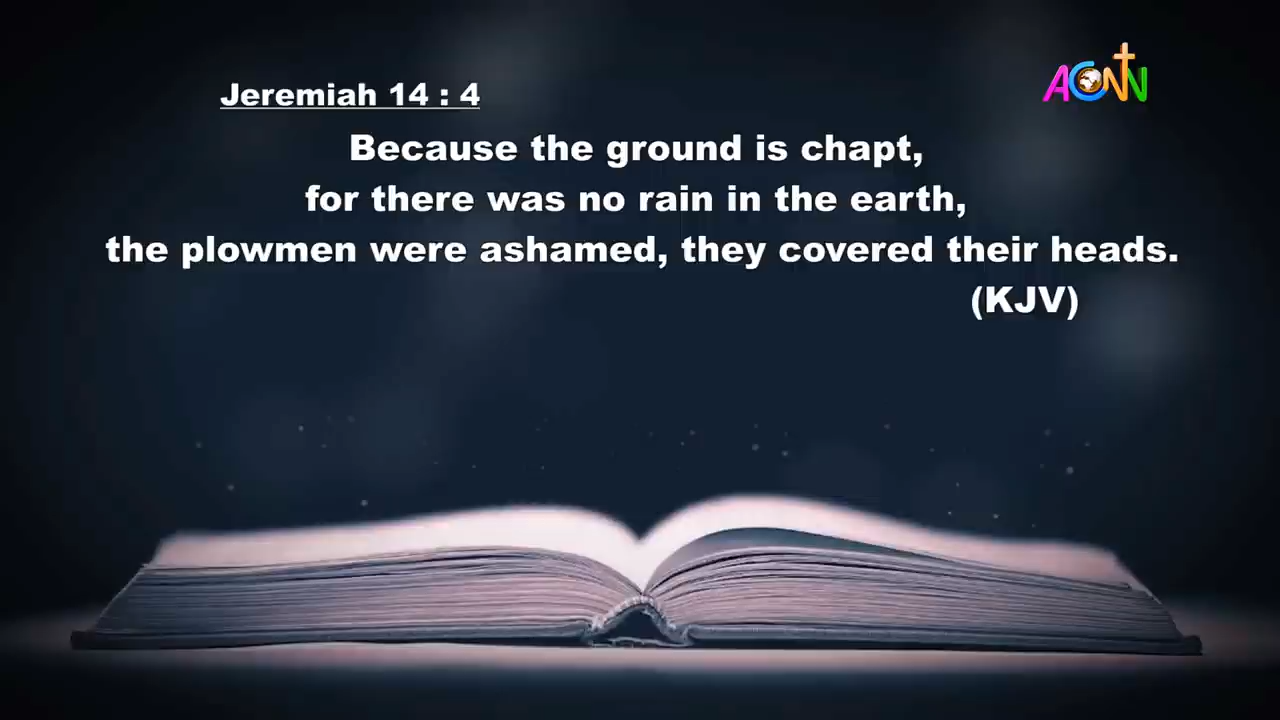 ACNN
Jeremiah 14 : 4
Because the ground is chapt,
for there was no rain in the earth,
the plowmen were ashamed, they covered their heads.
(KJV)